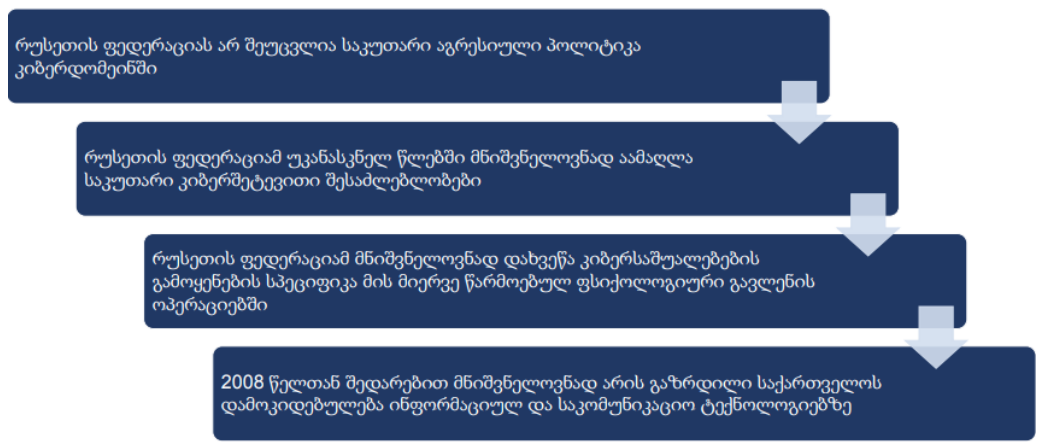 რუსეთის ფედერაციას არ შეუცვლია საკუთარი აგრესიული პოლიტიკა
კიბერდომეინში
რუსეთის ფედერაციამ უკანასკნელ წლებში მნიშვნელოვნად აამაღლა
საკუთარი კიბერშეტევითი შესაძლებლობები
რუსეთის ფედერაციამ მნიშვნელოვნად დახვეწა კიბერსაშუალებების
გამოყენების სპეციფიკა მის მიერვე წარმოებულ ფსიქოლოგიური გავლენის
ოპერაციებში
2008 წელთან შედარებით მნიშვნელოვნად არის გაზრდილი საქართველოს
დამოკიდებულება ინფორმაციულ და საკომუნიკაციო ტექნოლოგიებზე